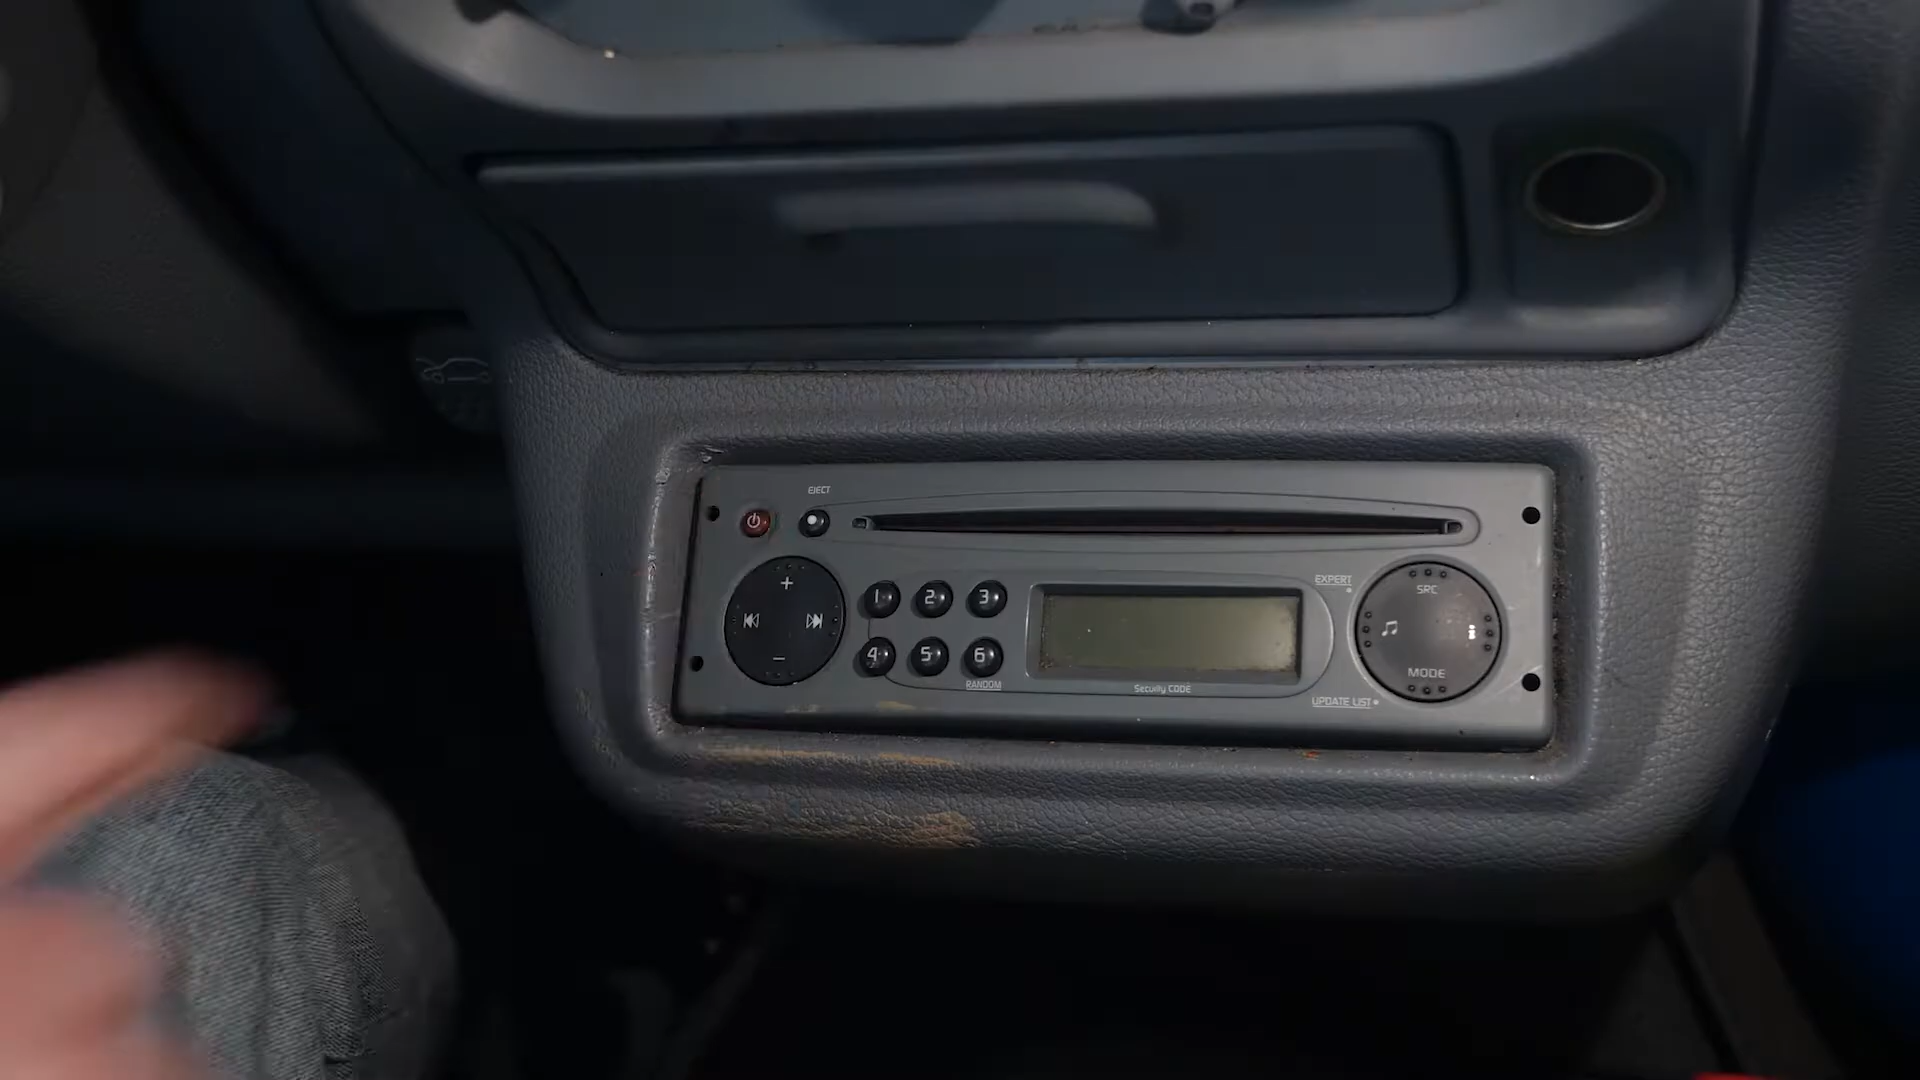 EJECT
+
−
1 2 3
4 5 6
RANDOM
Security CODE
EXPERT
SRC
MODE
UPDATE LIST